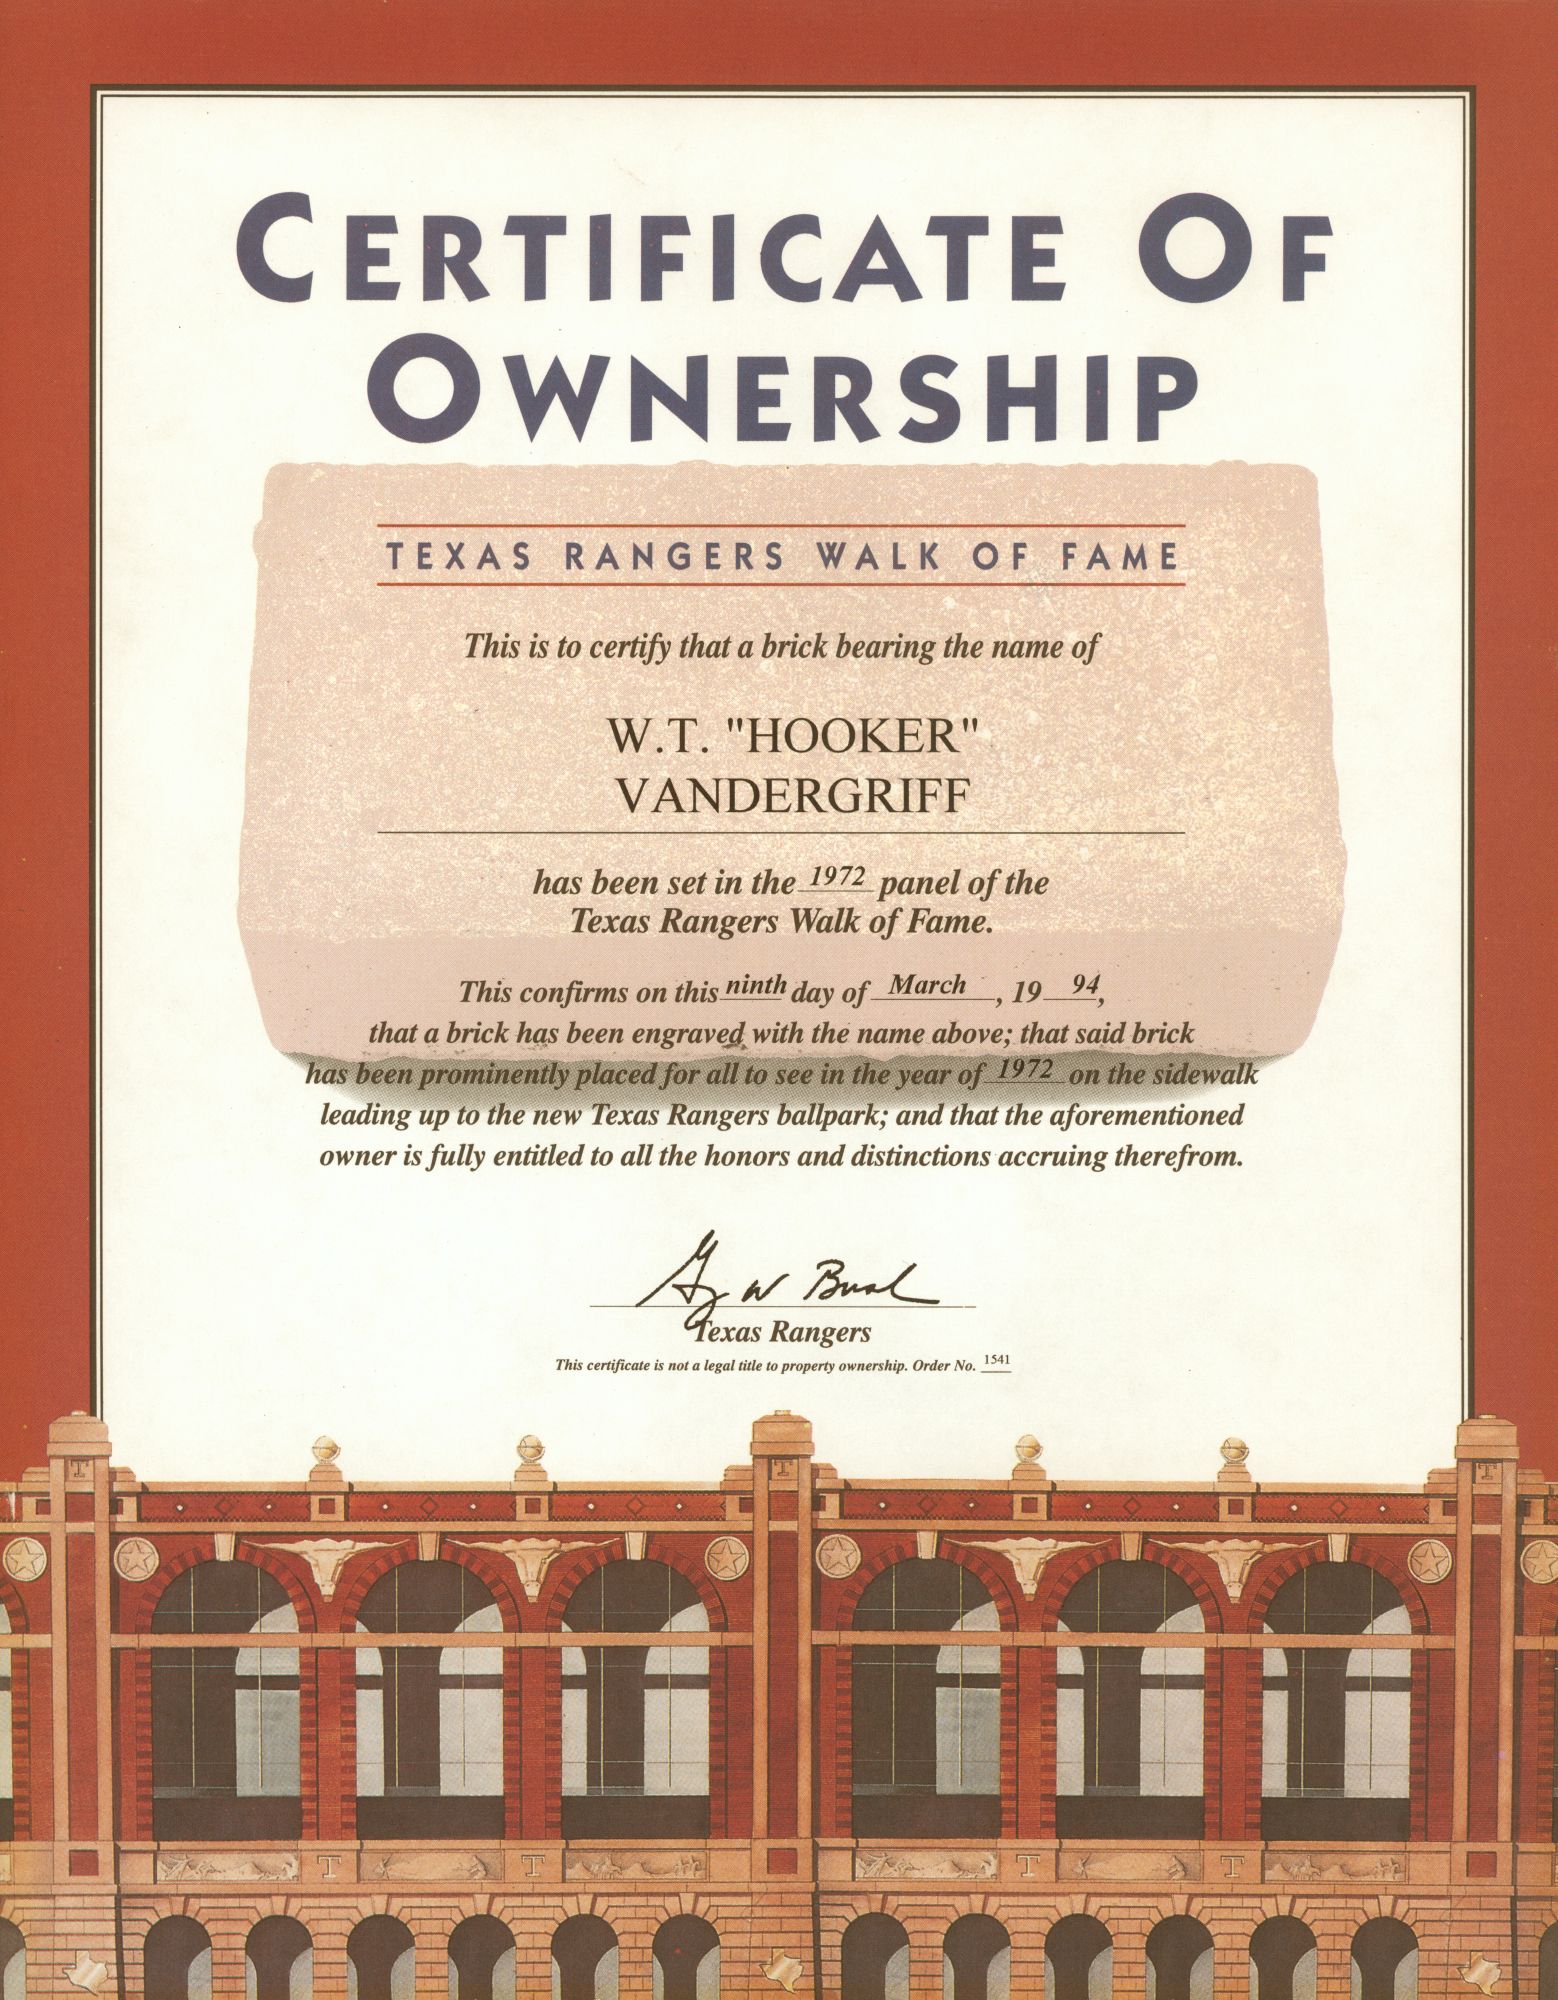 CERTIFICATE OF
OWNERSHIP
TEXAS RANGERS WALK OF FAME
This is to certify that a brick bearing the name of
W.T. "HOOKER"
VANDERGRIFF
has been set in the 1972 panel of the
Texas Rangers Walk of Fame.
This confirms on this ninth day of March, 19 94,
that a brick has been engraved with the name above; that said brick
has been prominently placed for all to see in the year of 1972 on the sidewalk
leading up to the new Texas Rangers ballpark; and that the aforementioned
owner is fully entitled to all the honors and distinctions accruing therefrom.
G W Bush
Texas Rangers
This certificate is not a legal title to property ownership. Order No. 1541
T T T
T T T T